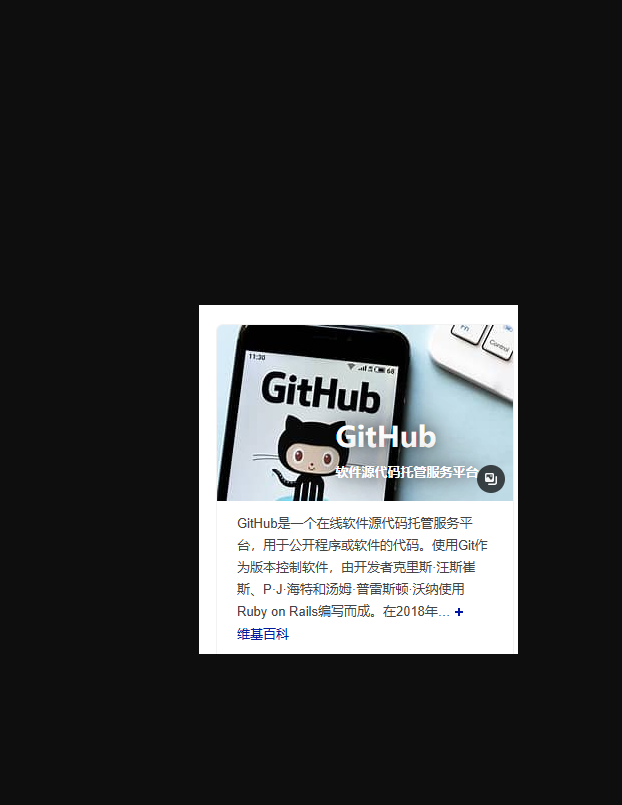 11:30
68
GitHub
Fn
Control
GitHub
软件源代码托管服务平台
GitHub是一个在线软件源代码托管服务平
台，用于公开程序或软件的代码。使用Git作
为版本控制软件，由开发者克里斯·汪斯崔
斯、P·J·海特和汤姆·普雷斯顿·沃纳使用
Ruby on Rails编写而成。在2018年... +
维基百科